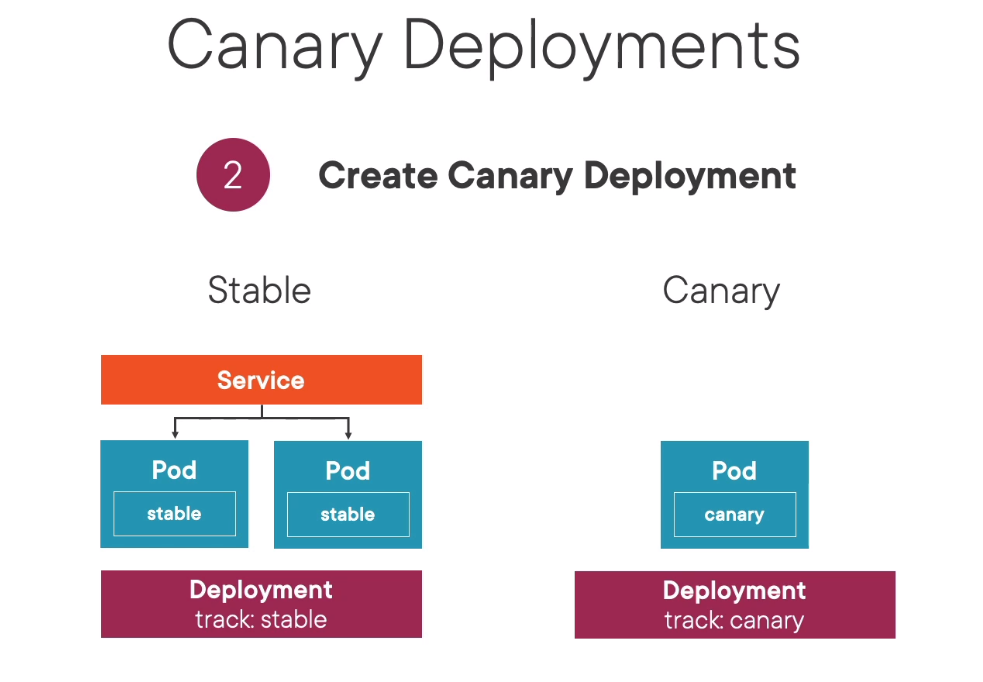 Canary Deployments
2
Create Canary Deployment
Stable
Canary
Service
Pod
stable
Pod
stable
Pod
canary
Deployment
track: stable
Deployment
track: canary